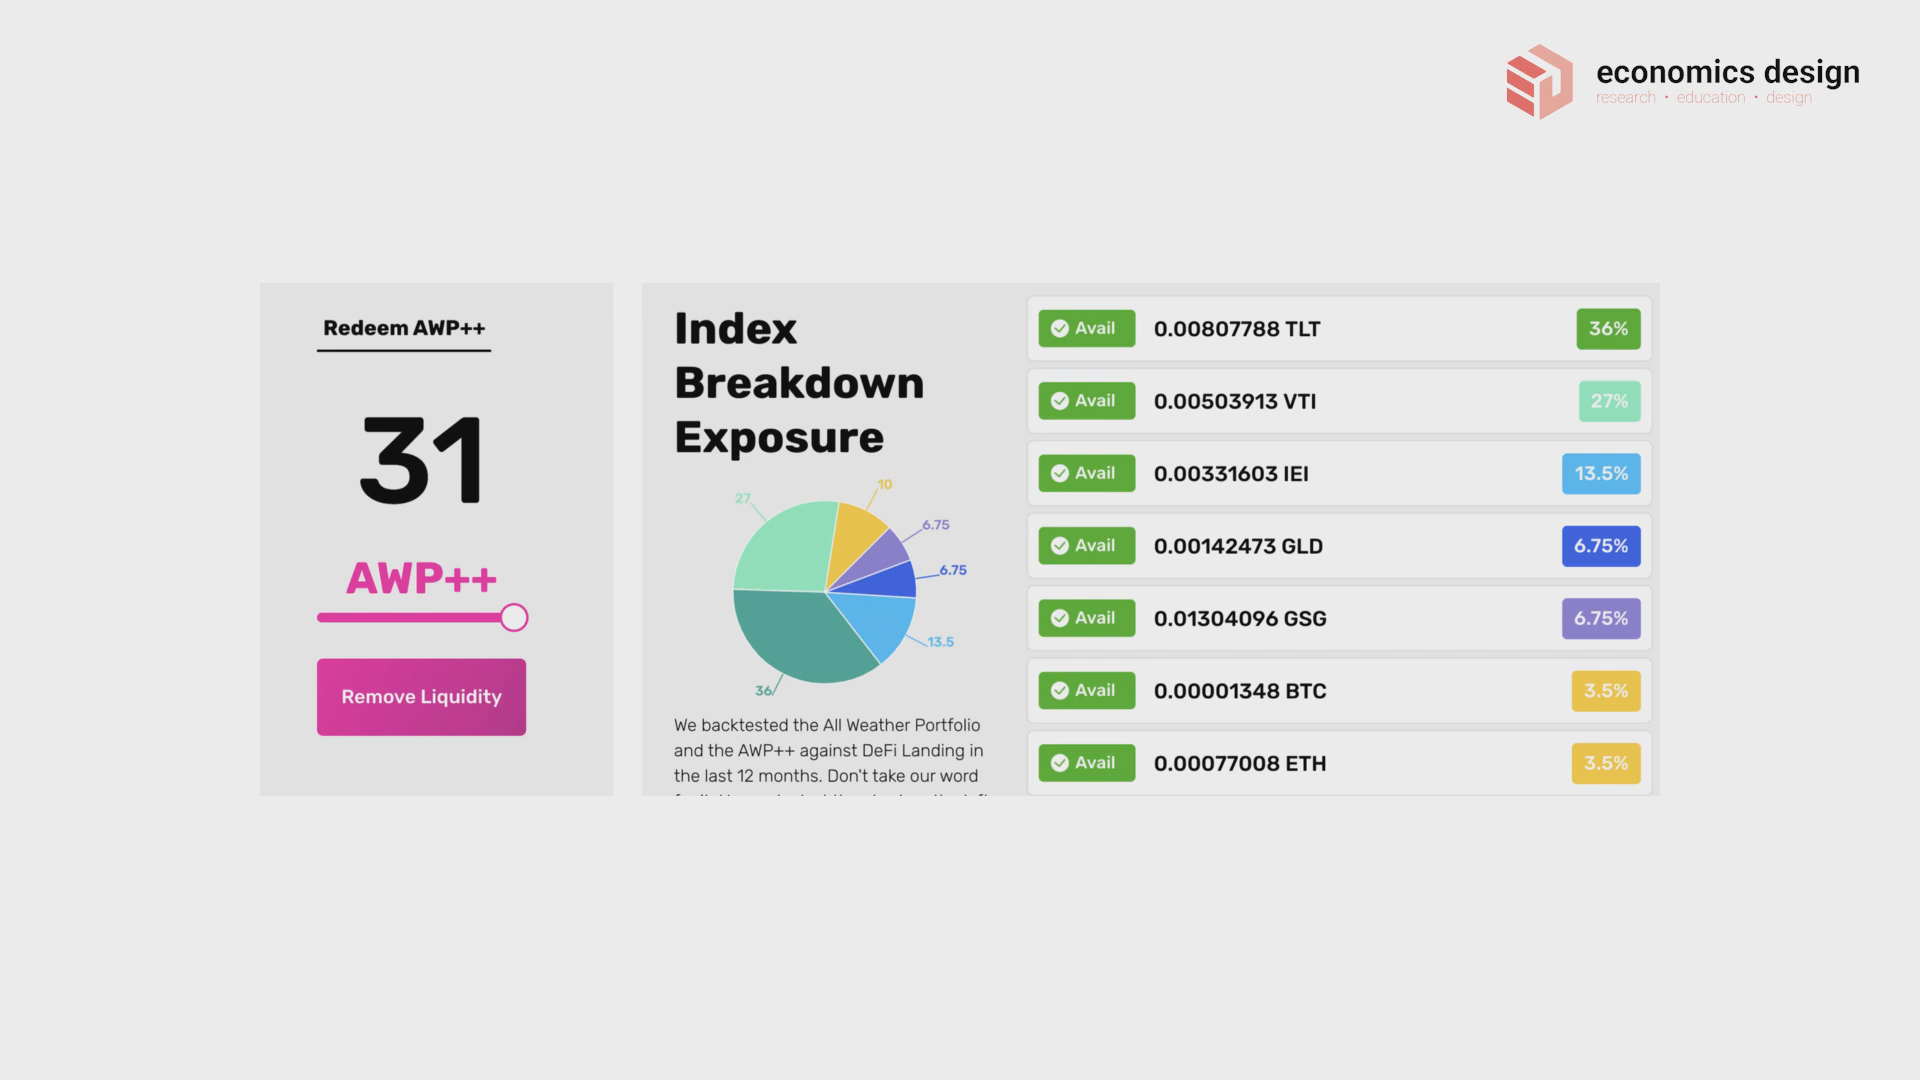 economics design
research • education • design
Redeem AWP++
31
AWP++
Remove Liquidity
Index
Breakdown
Exposure
27
10
6.75
6.75
13.5
36
We backtested the All Weather Portfolio
and the AWP++ against DeFi Landing in
the last 12 months. Don't take our word
Avail 0.00807788 TLT 36%
Avail 0.00503913 VTI 27%
Avail 0.00331603 IEI 13.5%
Avail 0.00142473 GLD 6.75%
Avail 0.01304096 GSG 6.75%
Avail 0.00001348 BTC 3.5%
Avail 0.00077008 ETH 3.5%